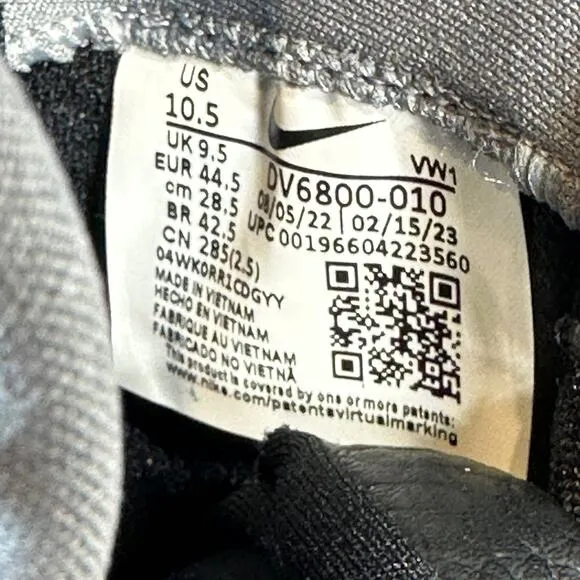 US
10.5
UK 9.5
EUR 44.5
cm 28.5
BR 42.5
CN 285(2.5)
VW1
DV6800-010
08/05/22 | 02/15/23
UPC 00196604223560
04WK0RR1CDGYY
MADE IN VIETNAM
HECHO EN VIETNAM
FABRIQUE AU VIETNAM
FABRICADO NO VIETNÃ
This product is covered by one or more patents:
www.nike.com/patentsvirtualmarking